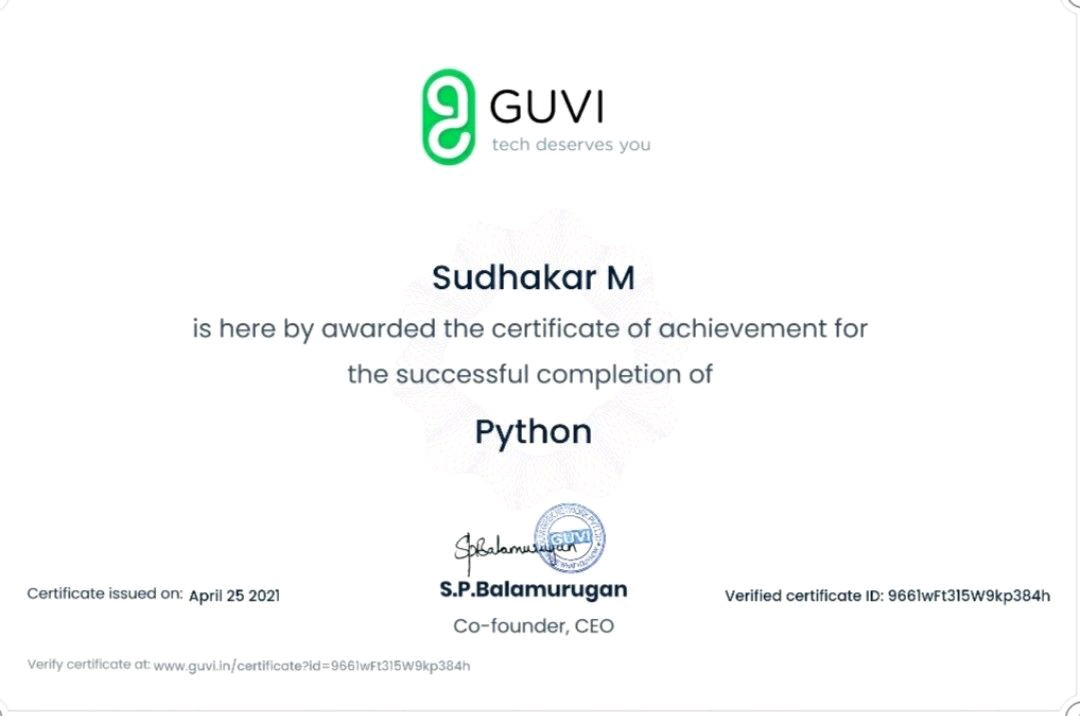 GUVI
tech deserves you
Sudhakar M
is here by awarded the certificate of achievement for
the successful completion of
Python
SpBalamurugan
GUVI
S.P.Balamurugan
Co-founder, CEO
Certificate issued on: April 25 2021
Verified certificate ID: 9661wFt315W9kp384h
Verify certificate at: www.guvi.in/certificate?id=9661wFt315W9kp384h